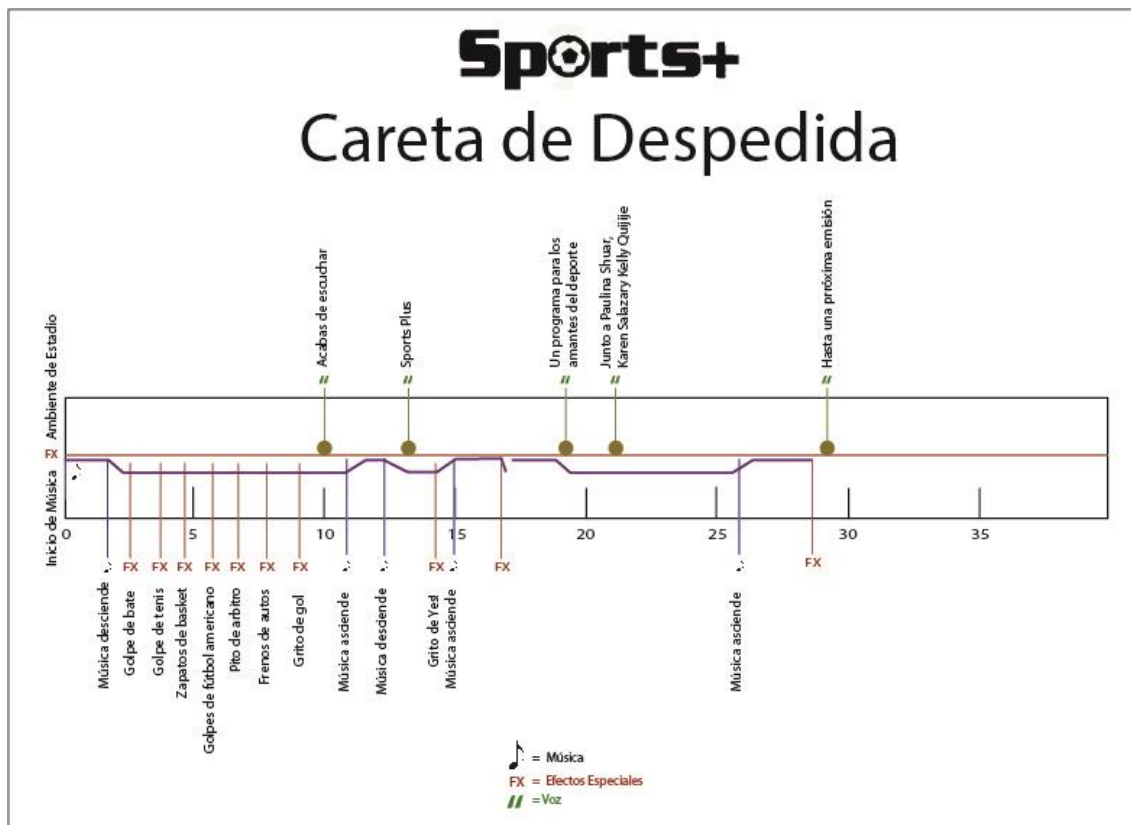 Sports+
Careta de Despedida
Acabas de escuchar
Sports Plus
Un programa para los
amantes del deporte
Junto a Paulina Shuar,
Karen Salazary Kelly Quijije
Hasta una prróxima emisión
Ambiente de Estadio
FX
Inicio de Música
0 5 10 15 20 25 30 35
FX FX FX FX FX FX FX FX FX FX
Música desciende
Golpe de bate
Golpe de tenis
Zapatos de basket
Golpes de fútbol americano
Pito de arbitro
Frenos de autos
Grito de gol
Música asciende
Música desciende
Grito de Yes!
Música asciende
Música asciende
= Música
FX = Efectos Especiales
= Voz